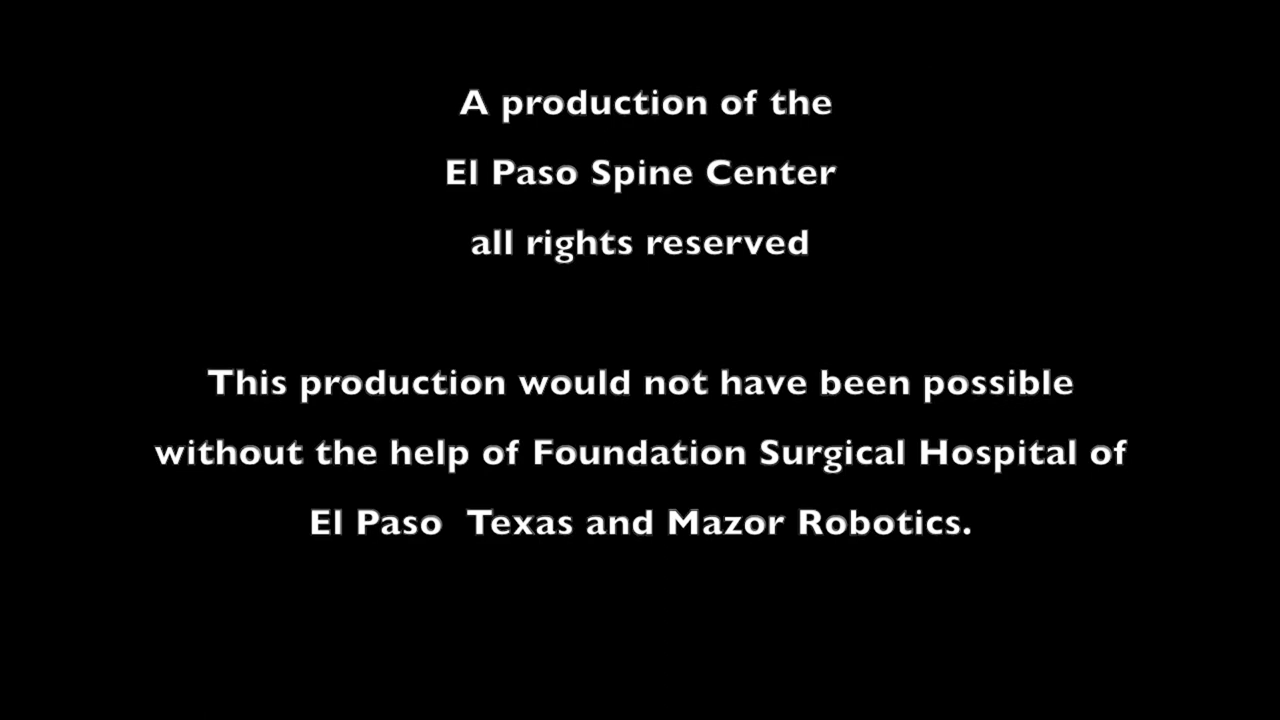 A production of the
El Paso Spine Center
all rights reserved
This production would not have been possible
without the help of Foundation Surgical Hospital of
El Paso  Texas and Mazor Robotics.